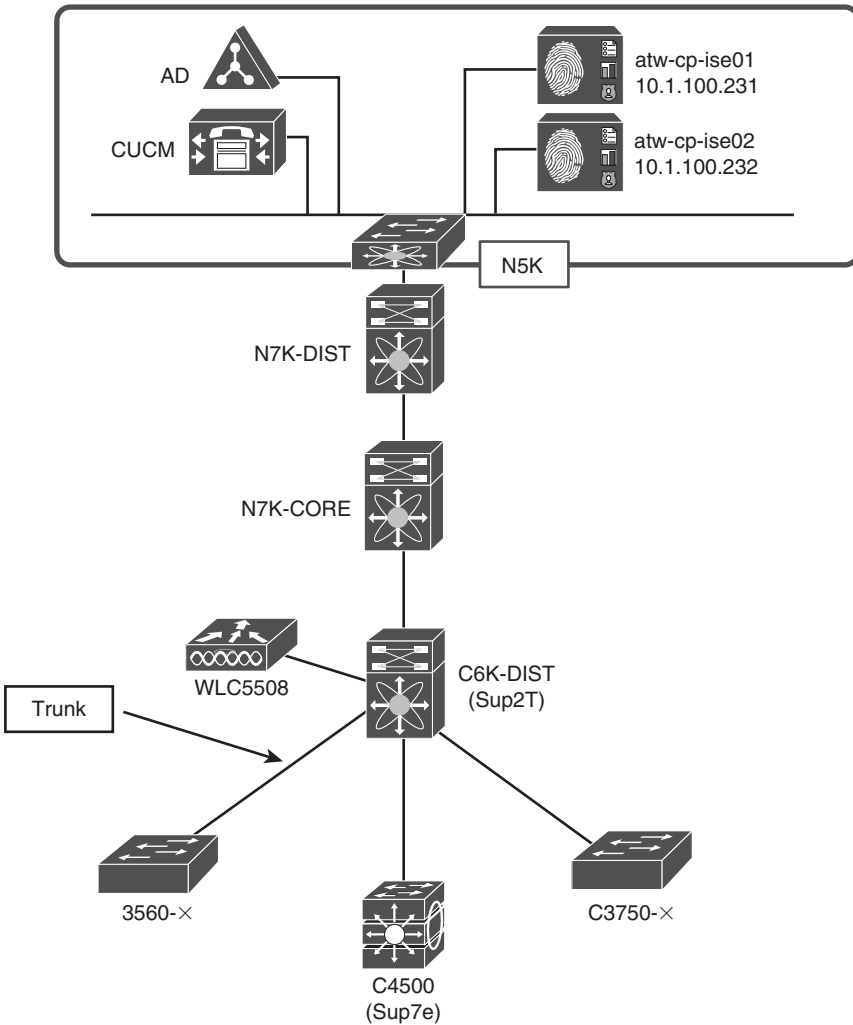 AD
atw-cp-ise01
10.1.100.231
CUCM
atw-cp-ise02
10.1.100.232
N5K
N7K-DIST
N7K-CORE
WLC5508
C6K-DIST
(Sup2T)
Trunk
3560-×
C3750-×
C4500
(Sup7e)